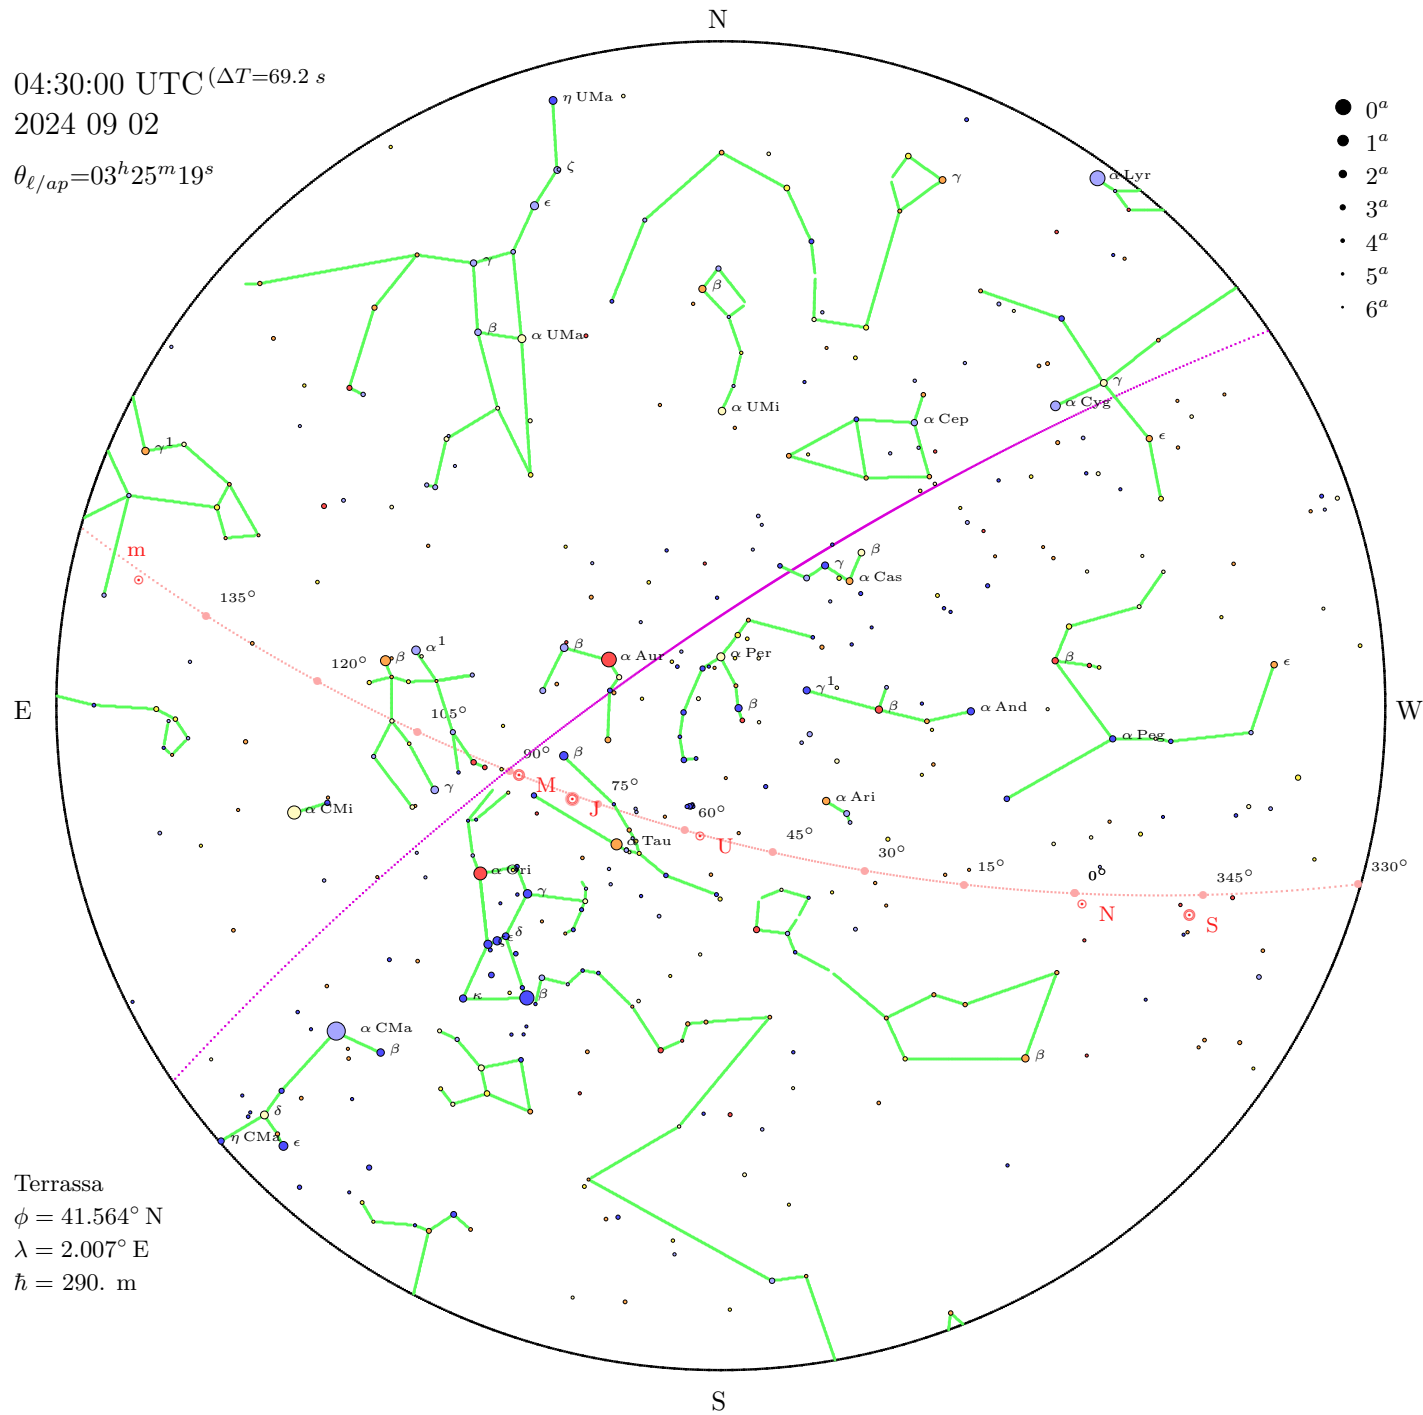 N
04:30:00 UTC (ΔT=69.2 s
2024 09 02
θℓ/ap=03h25m19s
0a
1a
2a
3a
4a
5a
6a
η UMa
ζ
ϵ
γ
β
α UMa
γ
α Lyr
β
α UMi
α Cep
γ
α Cyg
ϵ
γ1
m
135°
β
γ
α Cas
120°
β
α1
β
α Aur
α Per
β
ϵ
E
105°
β
γ1
β
α And
W
α Peg
90°
β
M
75°
J
γ
α CMi
60°
α Ari
α Tau
U
45°
30°
15°
0°
345°
330°
α Ori
γ
N
S
δ
ϵ
ζ
κ
β
α CMa
β
β
δ
η CMa
ϵ
Terrassa
ϕ = 41.564° N
λ = 2.007° E
ℏ = 290. m
S